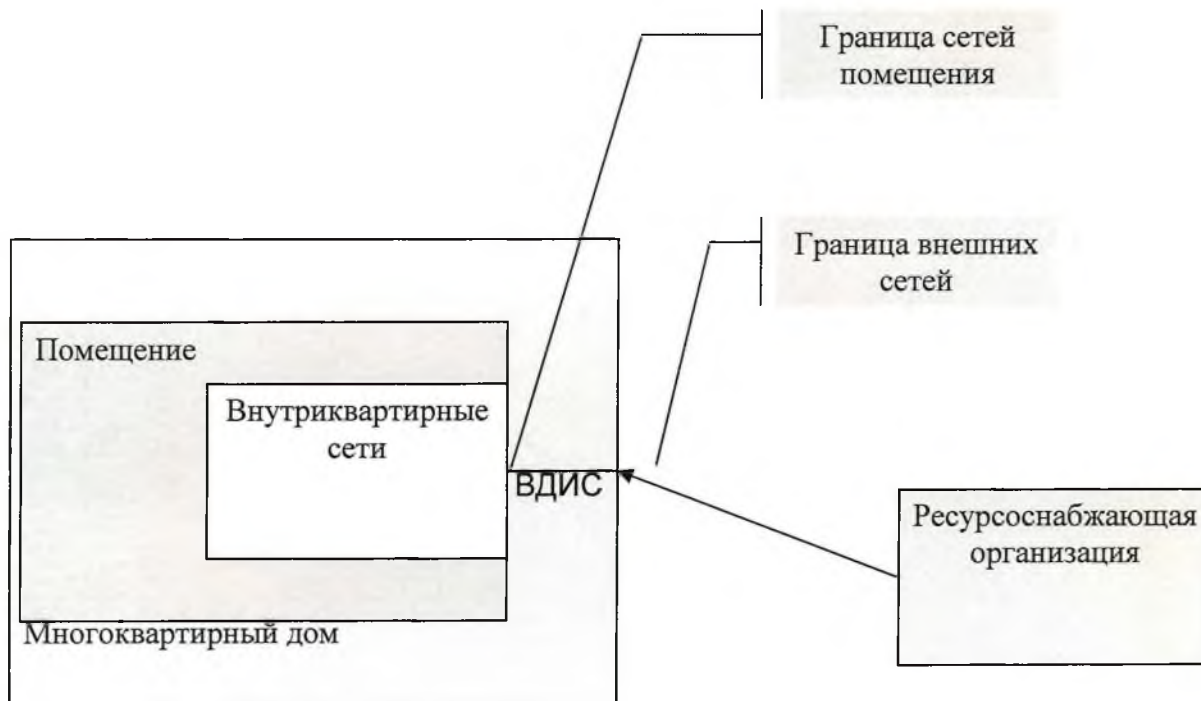 Граница сетей
помещения
Граница внешних
сетей
Помещение
Внутриквартирные
сети
ВДИС
Ресурсоснабжающая
организация
Многоквартирный дом